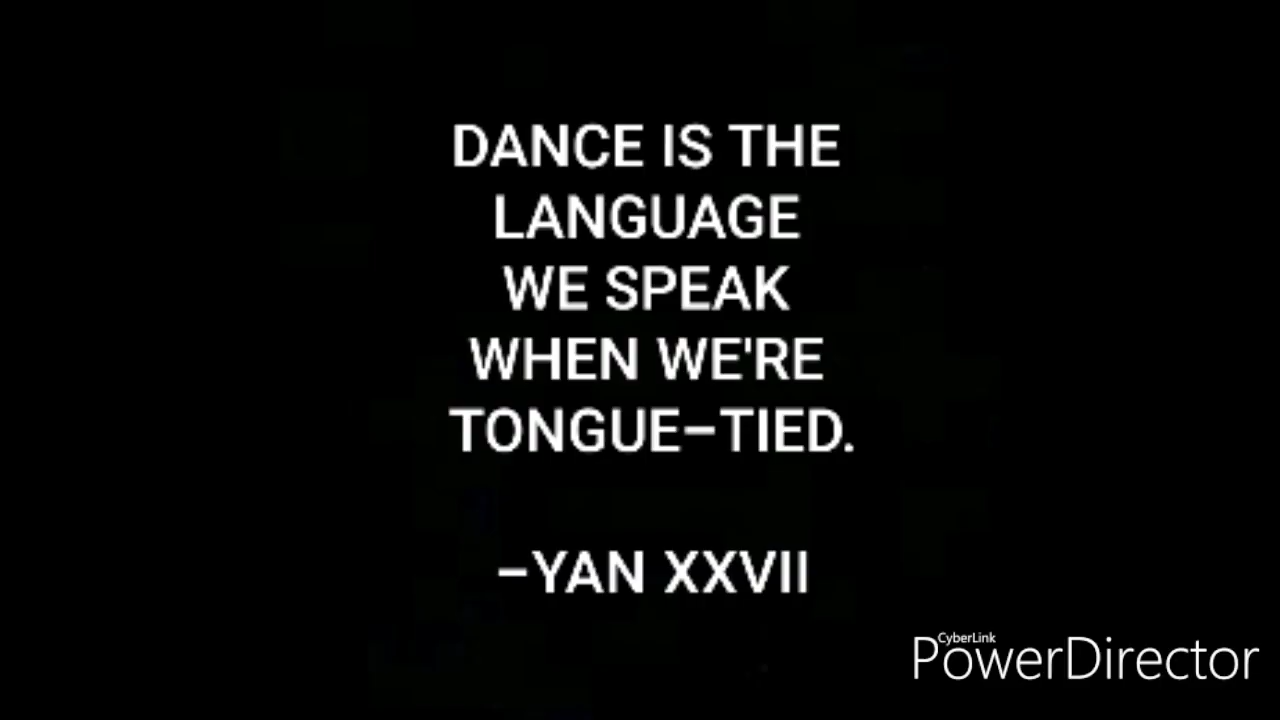 DANCE IS THE
LANGUAGE
WE SPEAK
WHEN WE'RE
TONGUE–TIED.
–YAN XXVII
CyberLink
PowerDirector